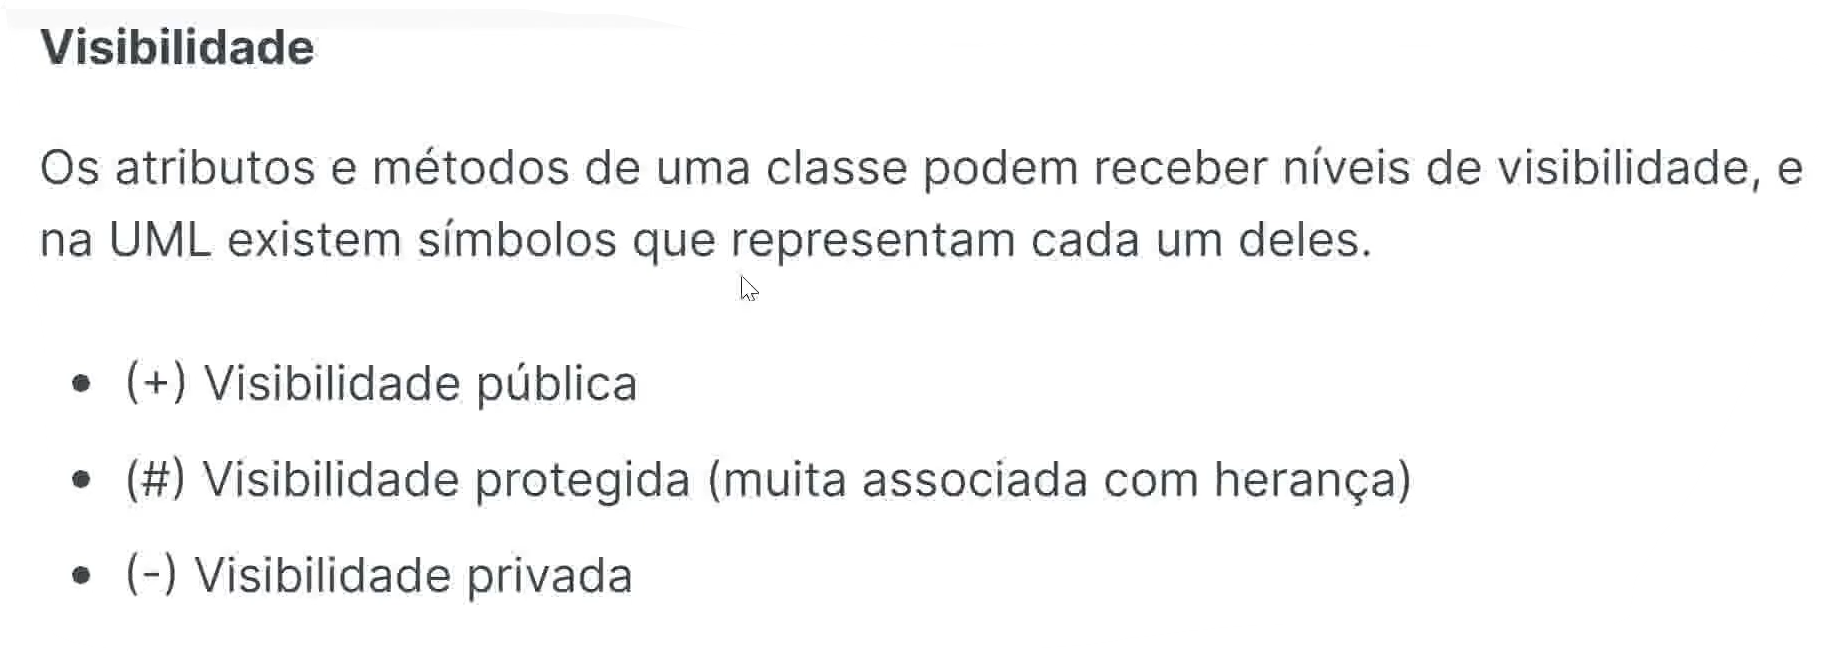 Visibilidade
Os atributos e métodos de uma classe podem receber níveis de visibilidade, e
na UML existem símbolos que representam cada um deles.
• (+) Visibilidade pública
• (#) Visibilidade protegida (muita associada com herança)
• (-) Visibilidade privada